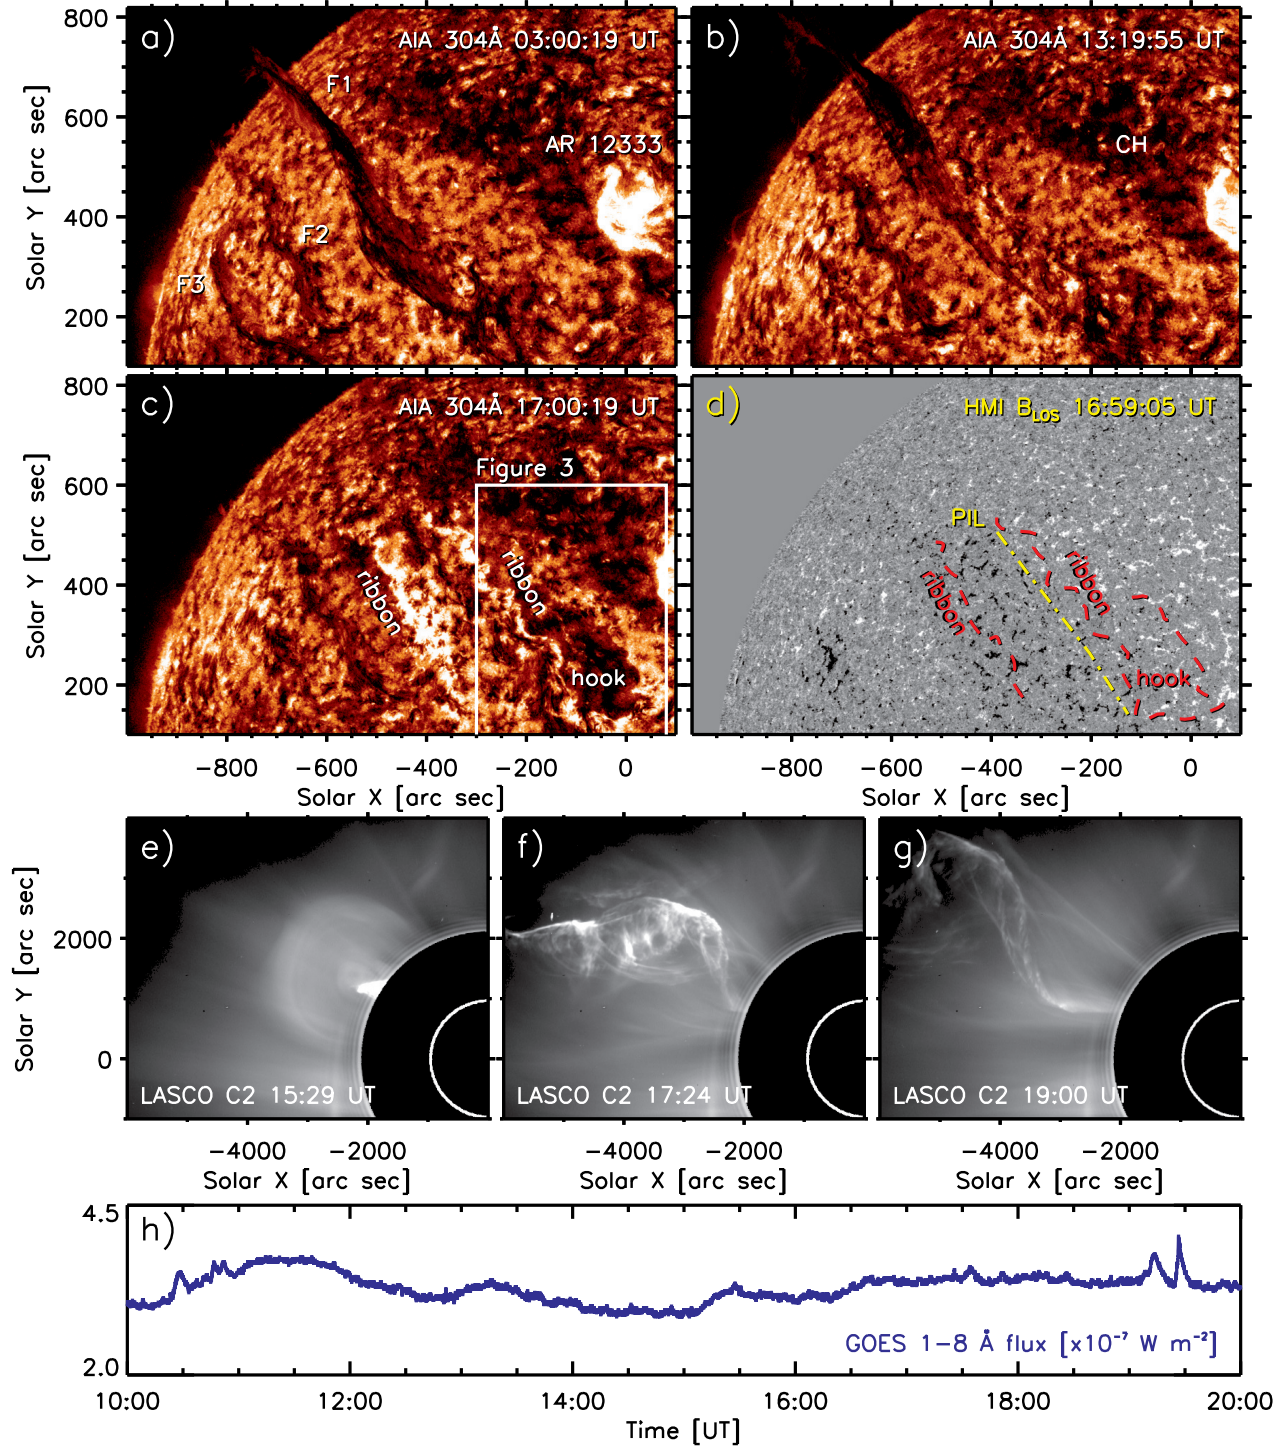 a)
AIA 304Å 03:00:19 UT
F1
AR 12333
F2
F3
b)
AIA 304Å 13:19:55 UT
CH
Solar Y [arc sec]
800
600
400
200
c)
AIA 304Å 17:00:19 UT
Figure 3
ribbon
ribbon
hook
d)
HMI BLOS 16:59:05 UT
PIL
ribbon
ribbon
hook
Solar Y [arc sec]
800
600
400
200
−800 −600 −400 −200 0
Solar X [arc sec]
−800 −600 −400 −200 0
Solar X [arc sec]
e)
LASCO C2 15:29 UT
f)
LASCO C2 17:24 UT
g)
LASCO C2 19:00 UT
Solar Y [arc sec]
2000
0
−4000 −2000
Solar X [arc sec]
−4000 −2000
Solar X [arc sec]
−4000 −2000
Solar X [arc sec]
4.5
2.0
h)
GOES 1−8 Å flux [x10⁻⁷ W m⁻²]
10:00 12:00 14:00 16:00 18:00 20:00
Time [UT]